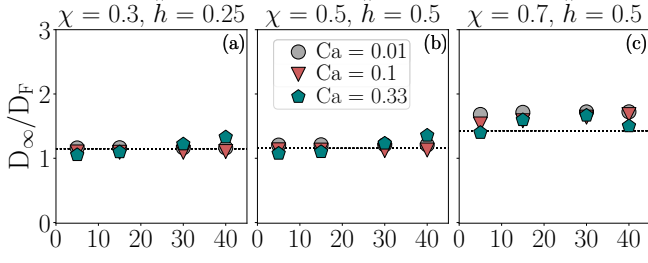 χ = 0.3, h̃ = 0.25
χ = 0.5, h̃ = 0.5
χ = 0.7, h̃ = 0.5
(a)
(b)
(c)
Ca = 0.01
Ca = 0.1
Ca = 0.33
D∞/DF
3
2
1
0
0 10 20 30 40
0 10 20 30 40
0 10 20 30 40